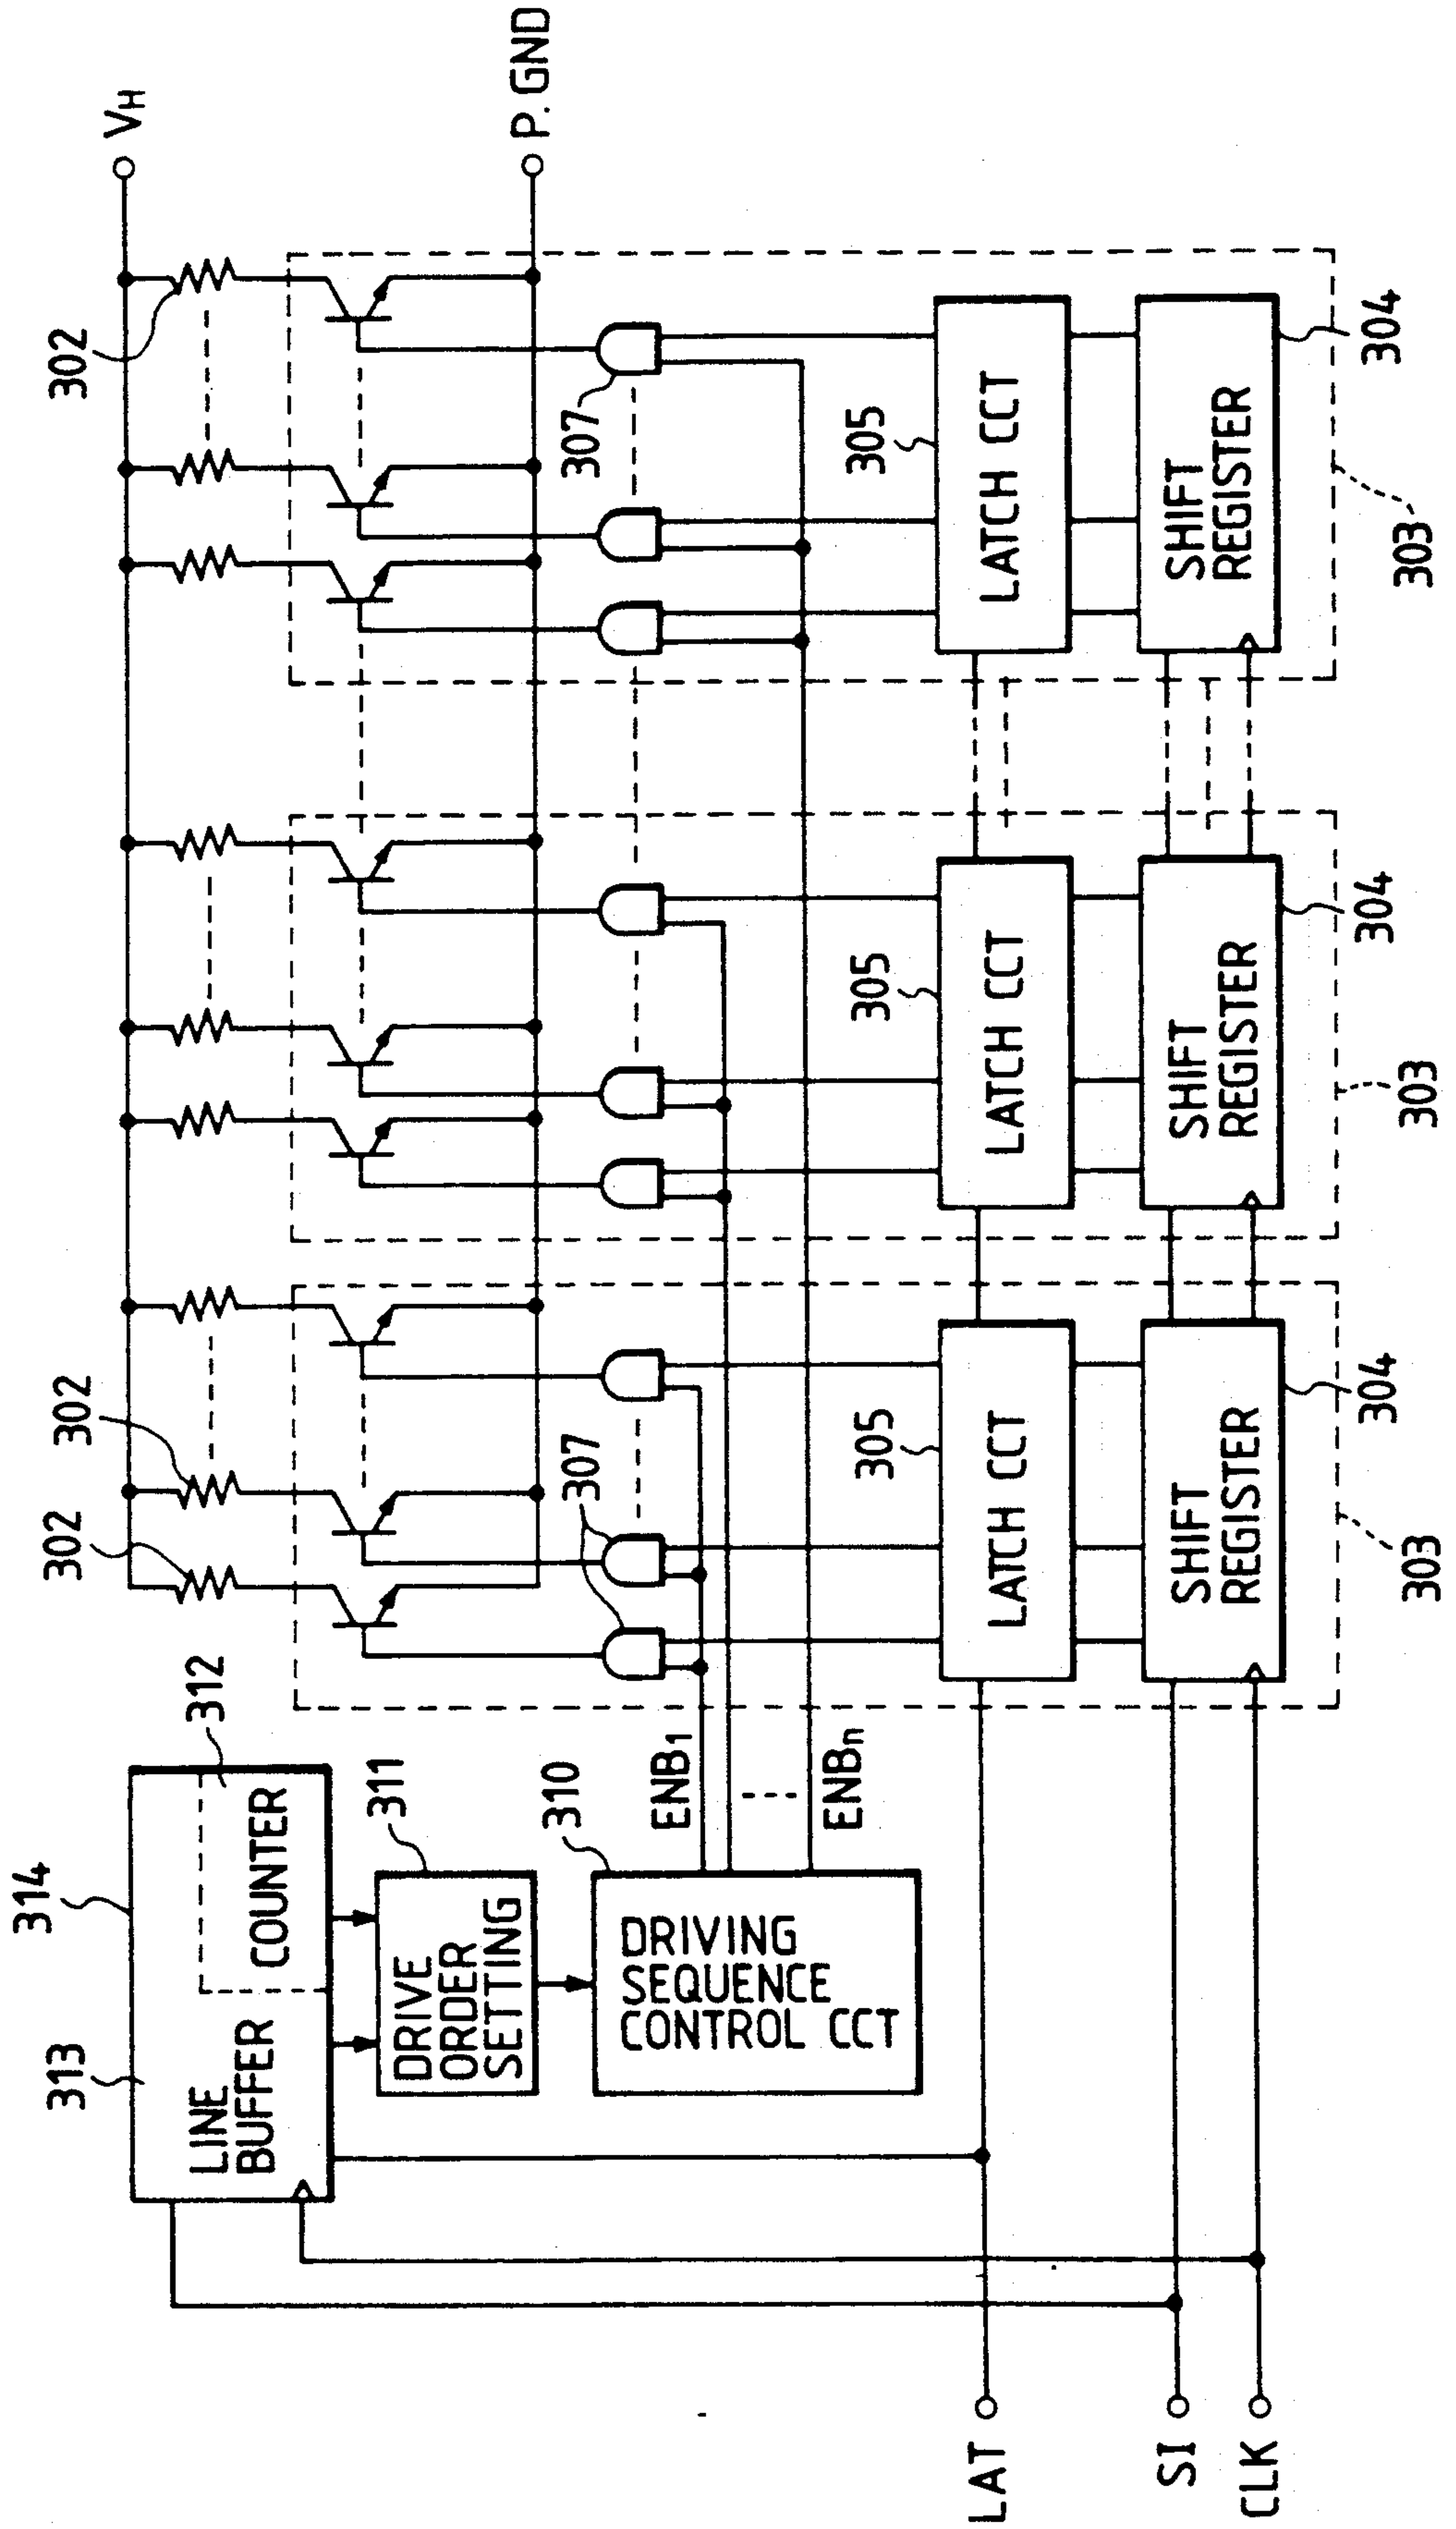 314
313
LINE
BUFFER
COUNTER
312
302
302
302
VH
311
DRIVE
ORDER
SETTING
310
DRIVING
SEQUENCE
CONTROL CCT
ENB1
ENBn
307
307
P. GND
305
LATCH CCT
305
LATCH CCT
305
LATCH CCT
LAT
SHIFT
REGISTER
304
SHIFT
REGISTER
304
SHIFT
REGISTER
304
SI
CLK
303
303
303